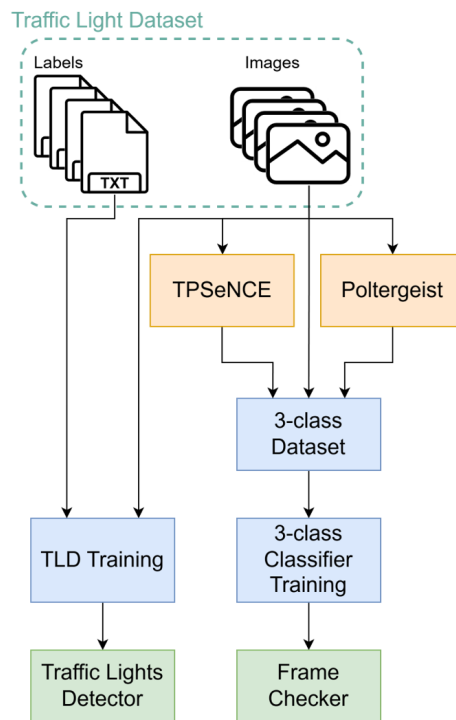 Traffic Light Dataset
Labels
Images
TXT
TPSeNCE
Poltergeist
3-class
Dataset
TLD Training
3-class
Classifier
Training
Traffic Lights
Detector
Frame
Checker